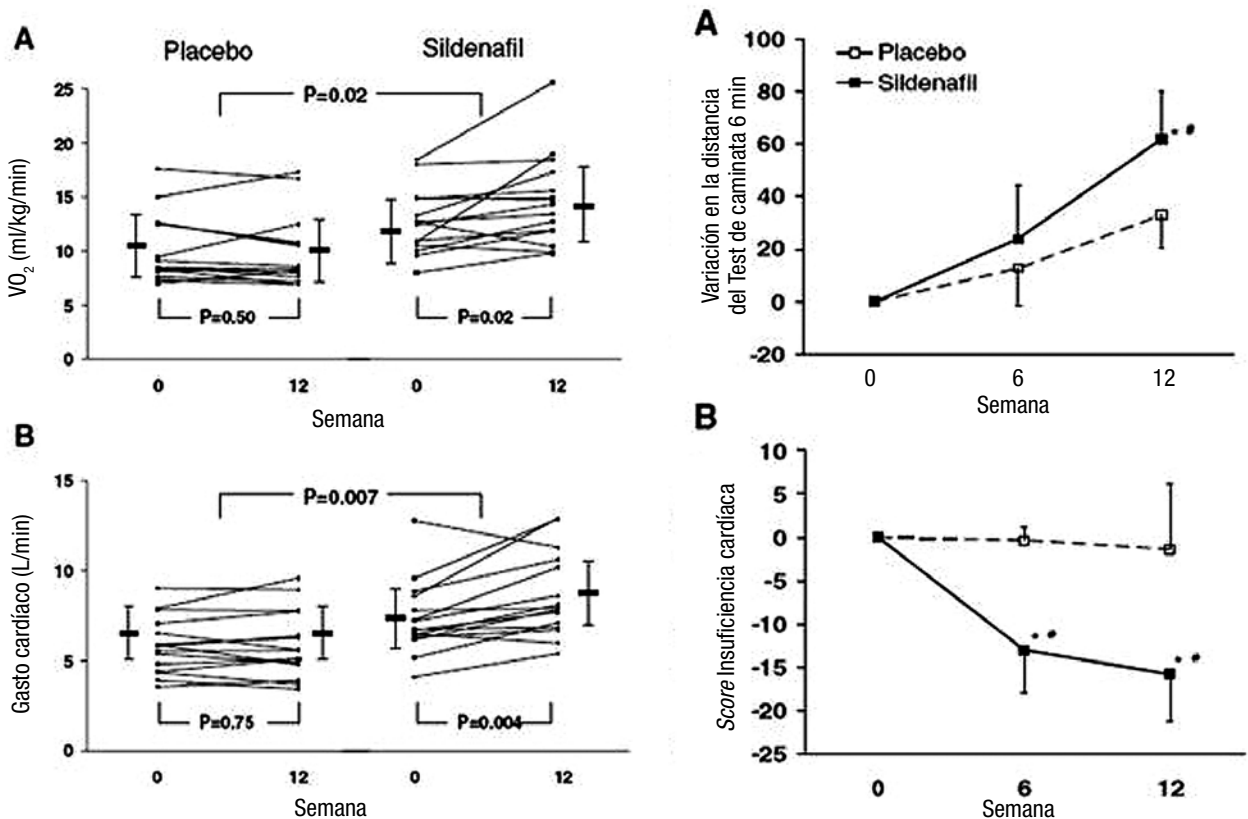 A
Placebo
Sildenafil
P=0.02
25
20
15
10
5
0
VO₂ (ml/kg/min)
P=0.50
P=0.02
0
12
0
12
Semana
B
15
10
5
0
Gasto cardíaco (L/min)
P=0.007
P=0.75
P=0.004
0
12
0
12
Semana
A
100
80
60
40
20
0
-20
Variación en la distancia
del Test de caminata 6 min
Placebo
Sildenafil
* #
0
6
12
Semana
B
10
5
0
-5
-10
-15
-20
-25
Score Insuficiencia cardíaca
* #
* #
0
6
12
Semana